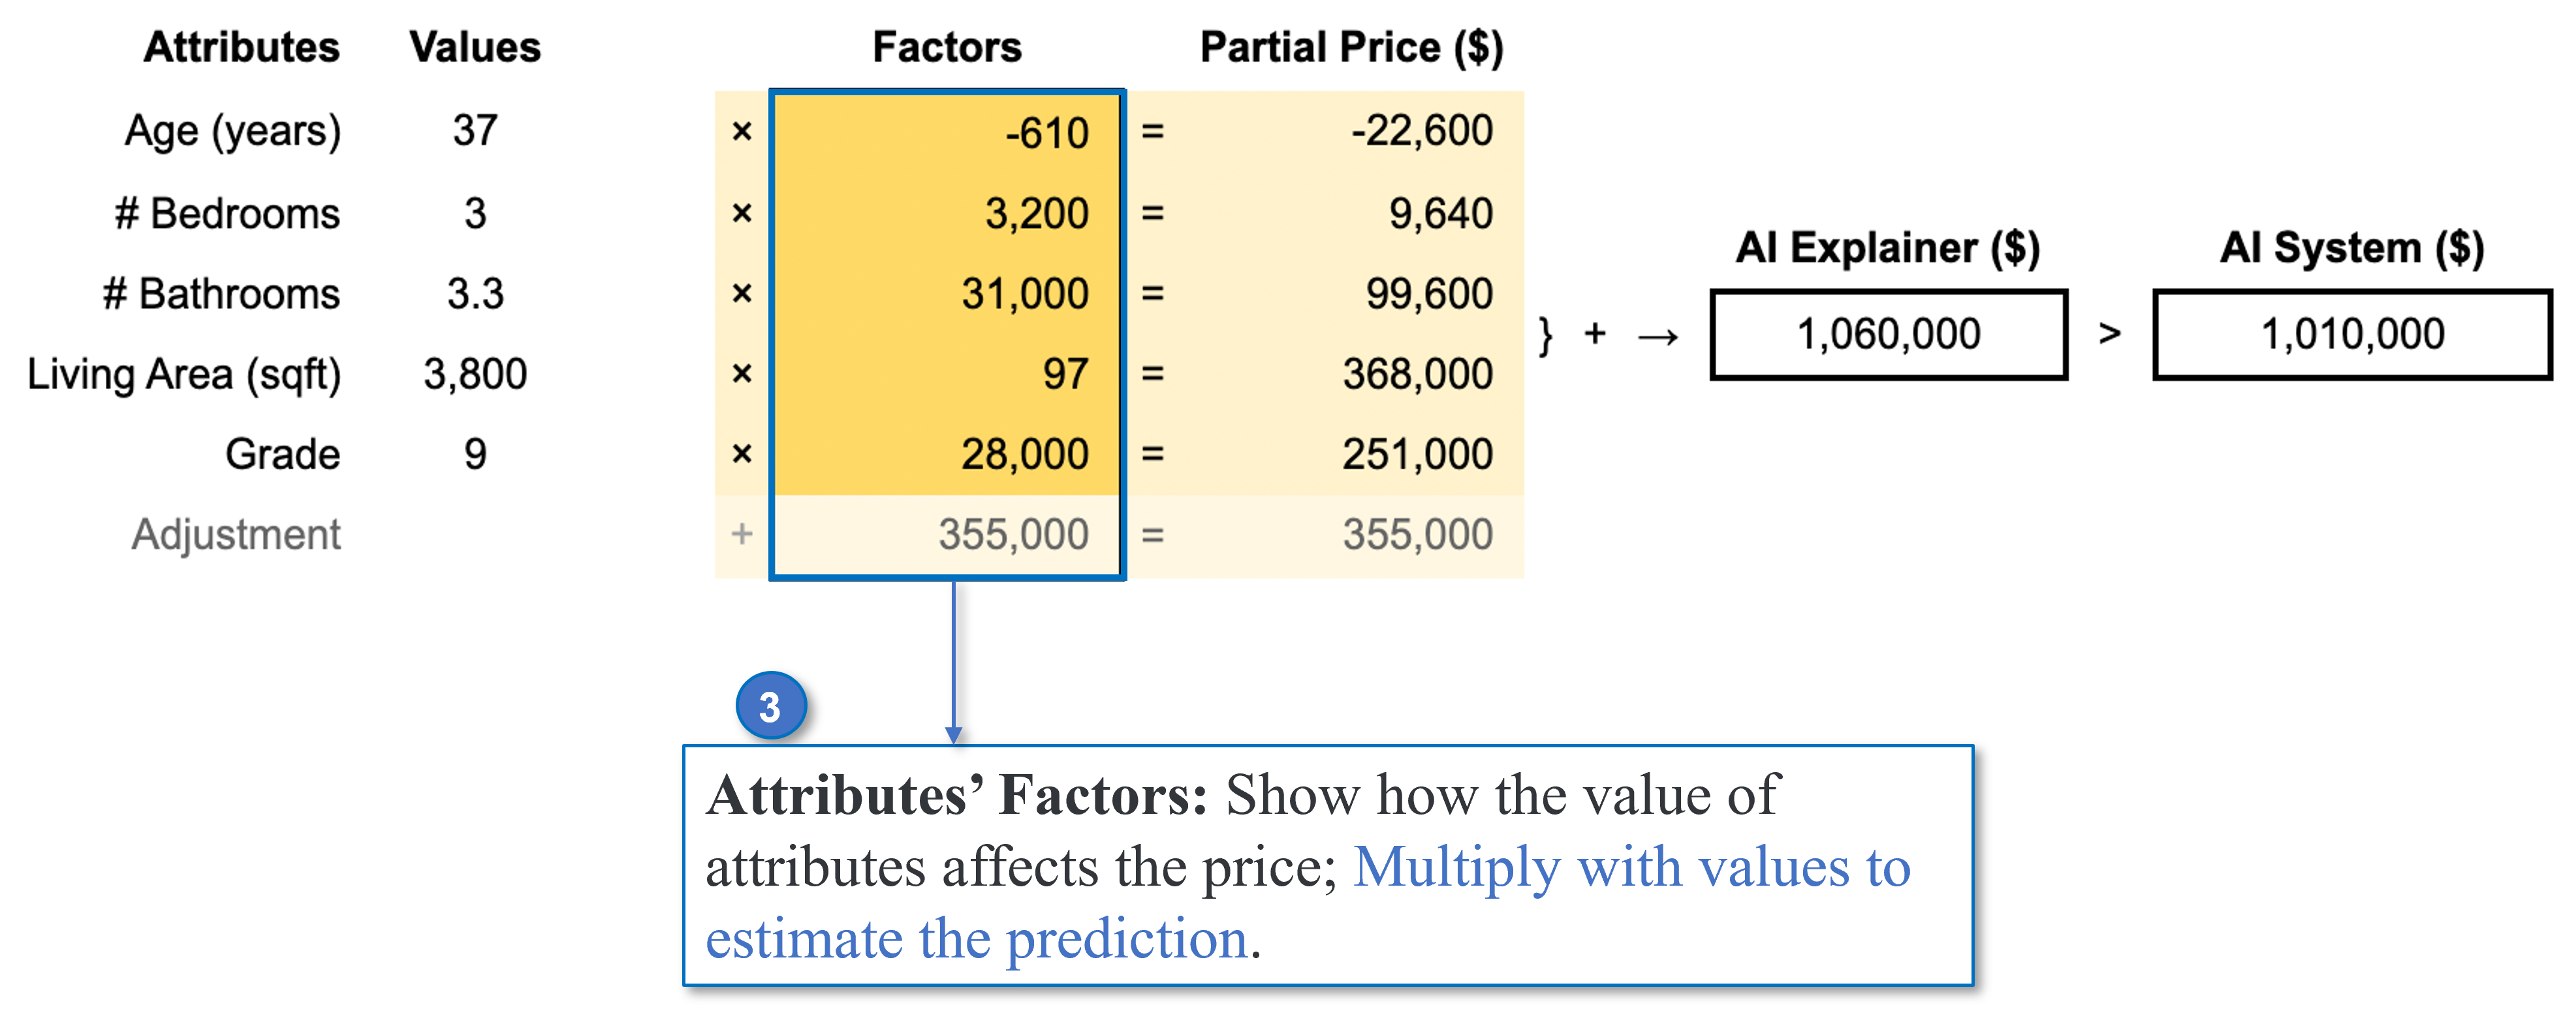 Attributes Values Factors Partial Price ($)
Age (years) 37 × -610 = -22,600
# Bedrooms 3 × 3,200 = 9,640
# Bathrooms 3.3 × 31,000 = 99,600
Living Area (sqft) 3,800 × 97 = 368,000
Grade 9 × 28,000 = 251,000
Adjustment + 355,000 = 355,000
} + →
AI Explainer ($) AI System ($)
1,060,000 > 1,010,000
3
Attributes’ Factors: Show how the value of
attributes affects the price; Multiply with values to
estimate the prediction.